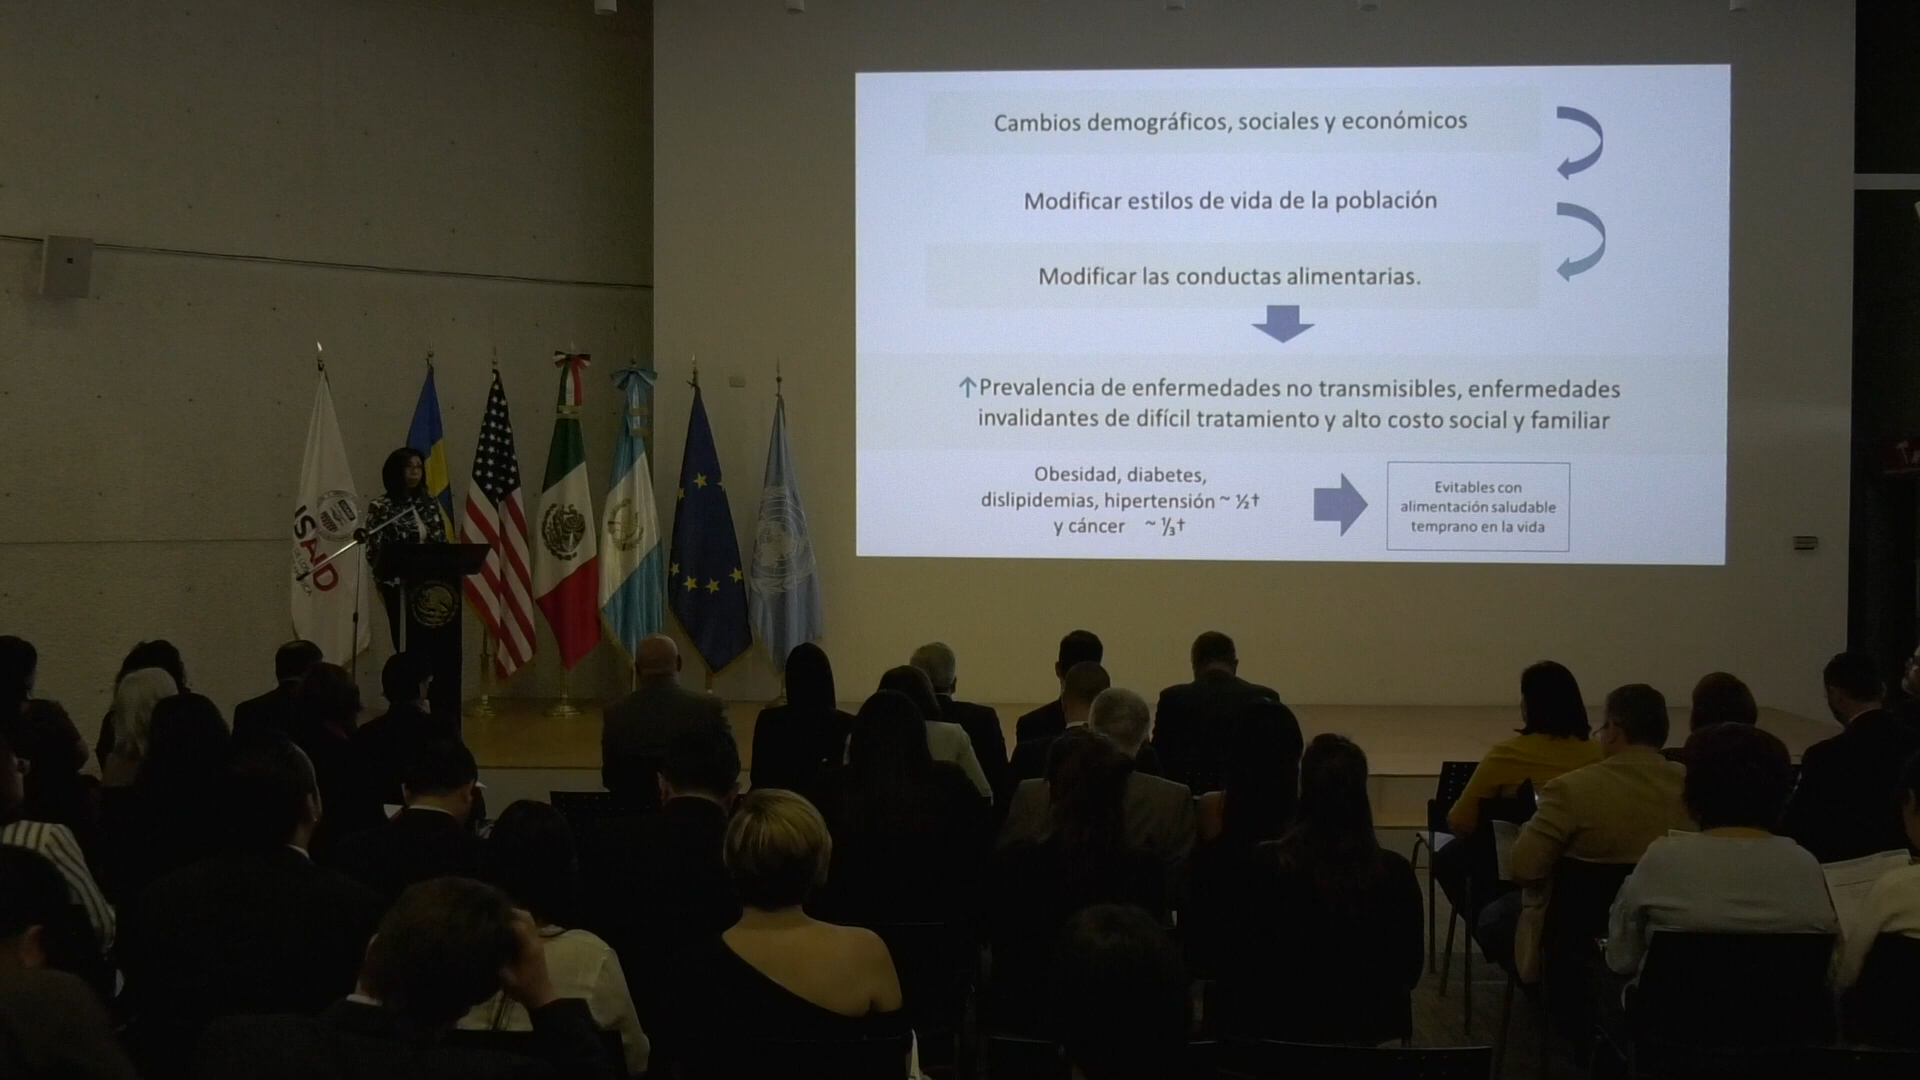 Cambios demográficos, sociales y económicos
Modificar estilos de vida de la población
Modificar las conductas alimentarias.
↑Prevalencia de enfermedades no transmisibles, enfermedades
invalidantes de difícil tratamiento y alto costo social y familiar
Obesidad, diabetes,
dislipidemias, hipertensión ~ ½†
y cáncer ~ ⅓†
Evitables con
alimentación saludable
temprano en la vida
USAID